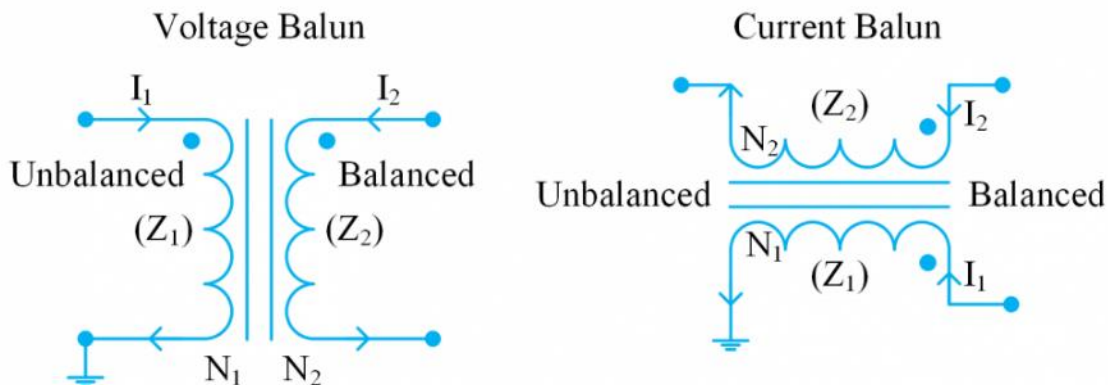 Voltage Balun
I₁
I₂
Unbalanced
Balanced
(Z₁)
(Z₂)
N₁
N₂
Current Balun
(Z₂)
I₂
N₂
Unbalanced
Balanced
N₁
(Z₁)
I₁